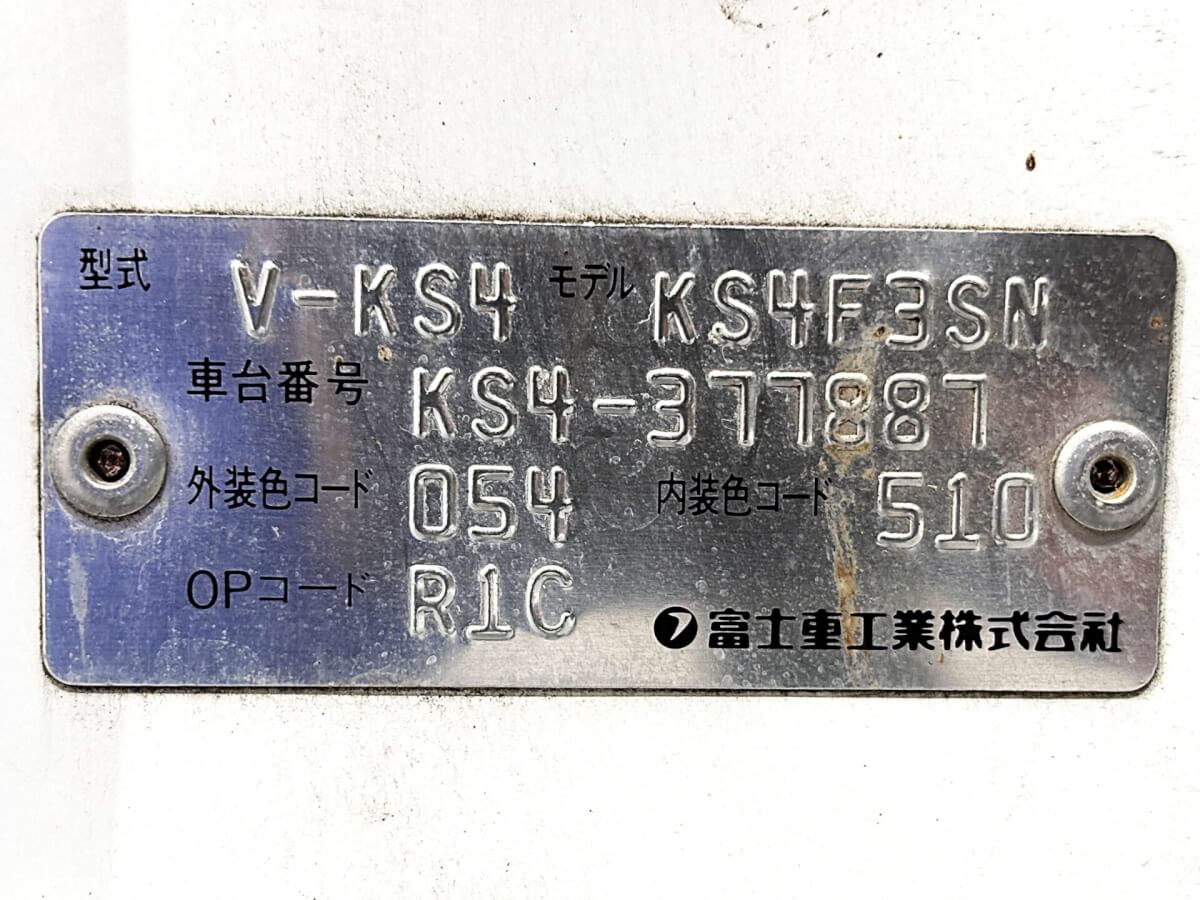 型式 V-KS4 モデル KS4F3SN
車台番号 KS4-377887
外装色コード 054 内装色コード 510
OPコード R1C
富士重工業株式会社